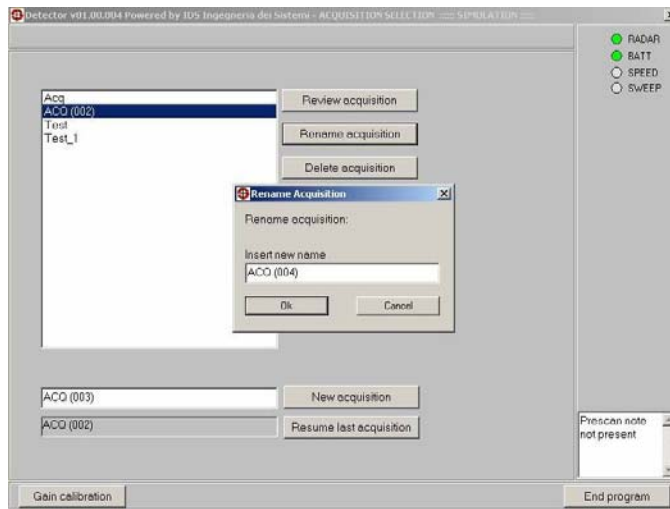 Detector v01.00.004 Powered by IDS Ingegneria dei Sistemi - ACQUISITION SELECTION ::::: SIMULATION :::::
RADAR
BATT
SPEED
SWEEP
Acq
ACQ (002)
Test
Test_1
Review acquisition
Rename acquisition
Delete acquisition
Rename Acquisition
Rename acquisition:
Insert new name
ACQ (004)
Ok
Cancel
ACQ (003)
New acquisition
ACQ (002)
Resume last acquisition
Prescan note
not present
Gain calibration
End program